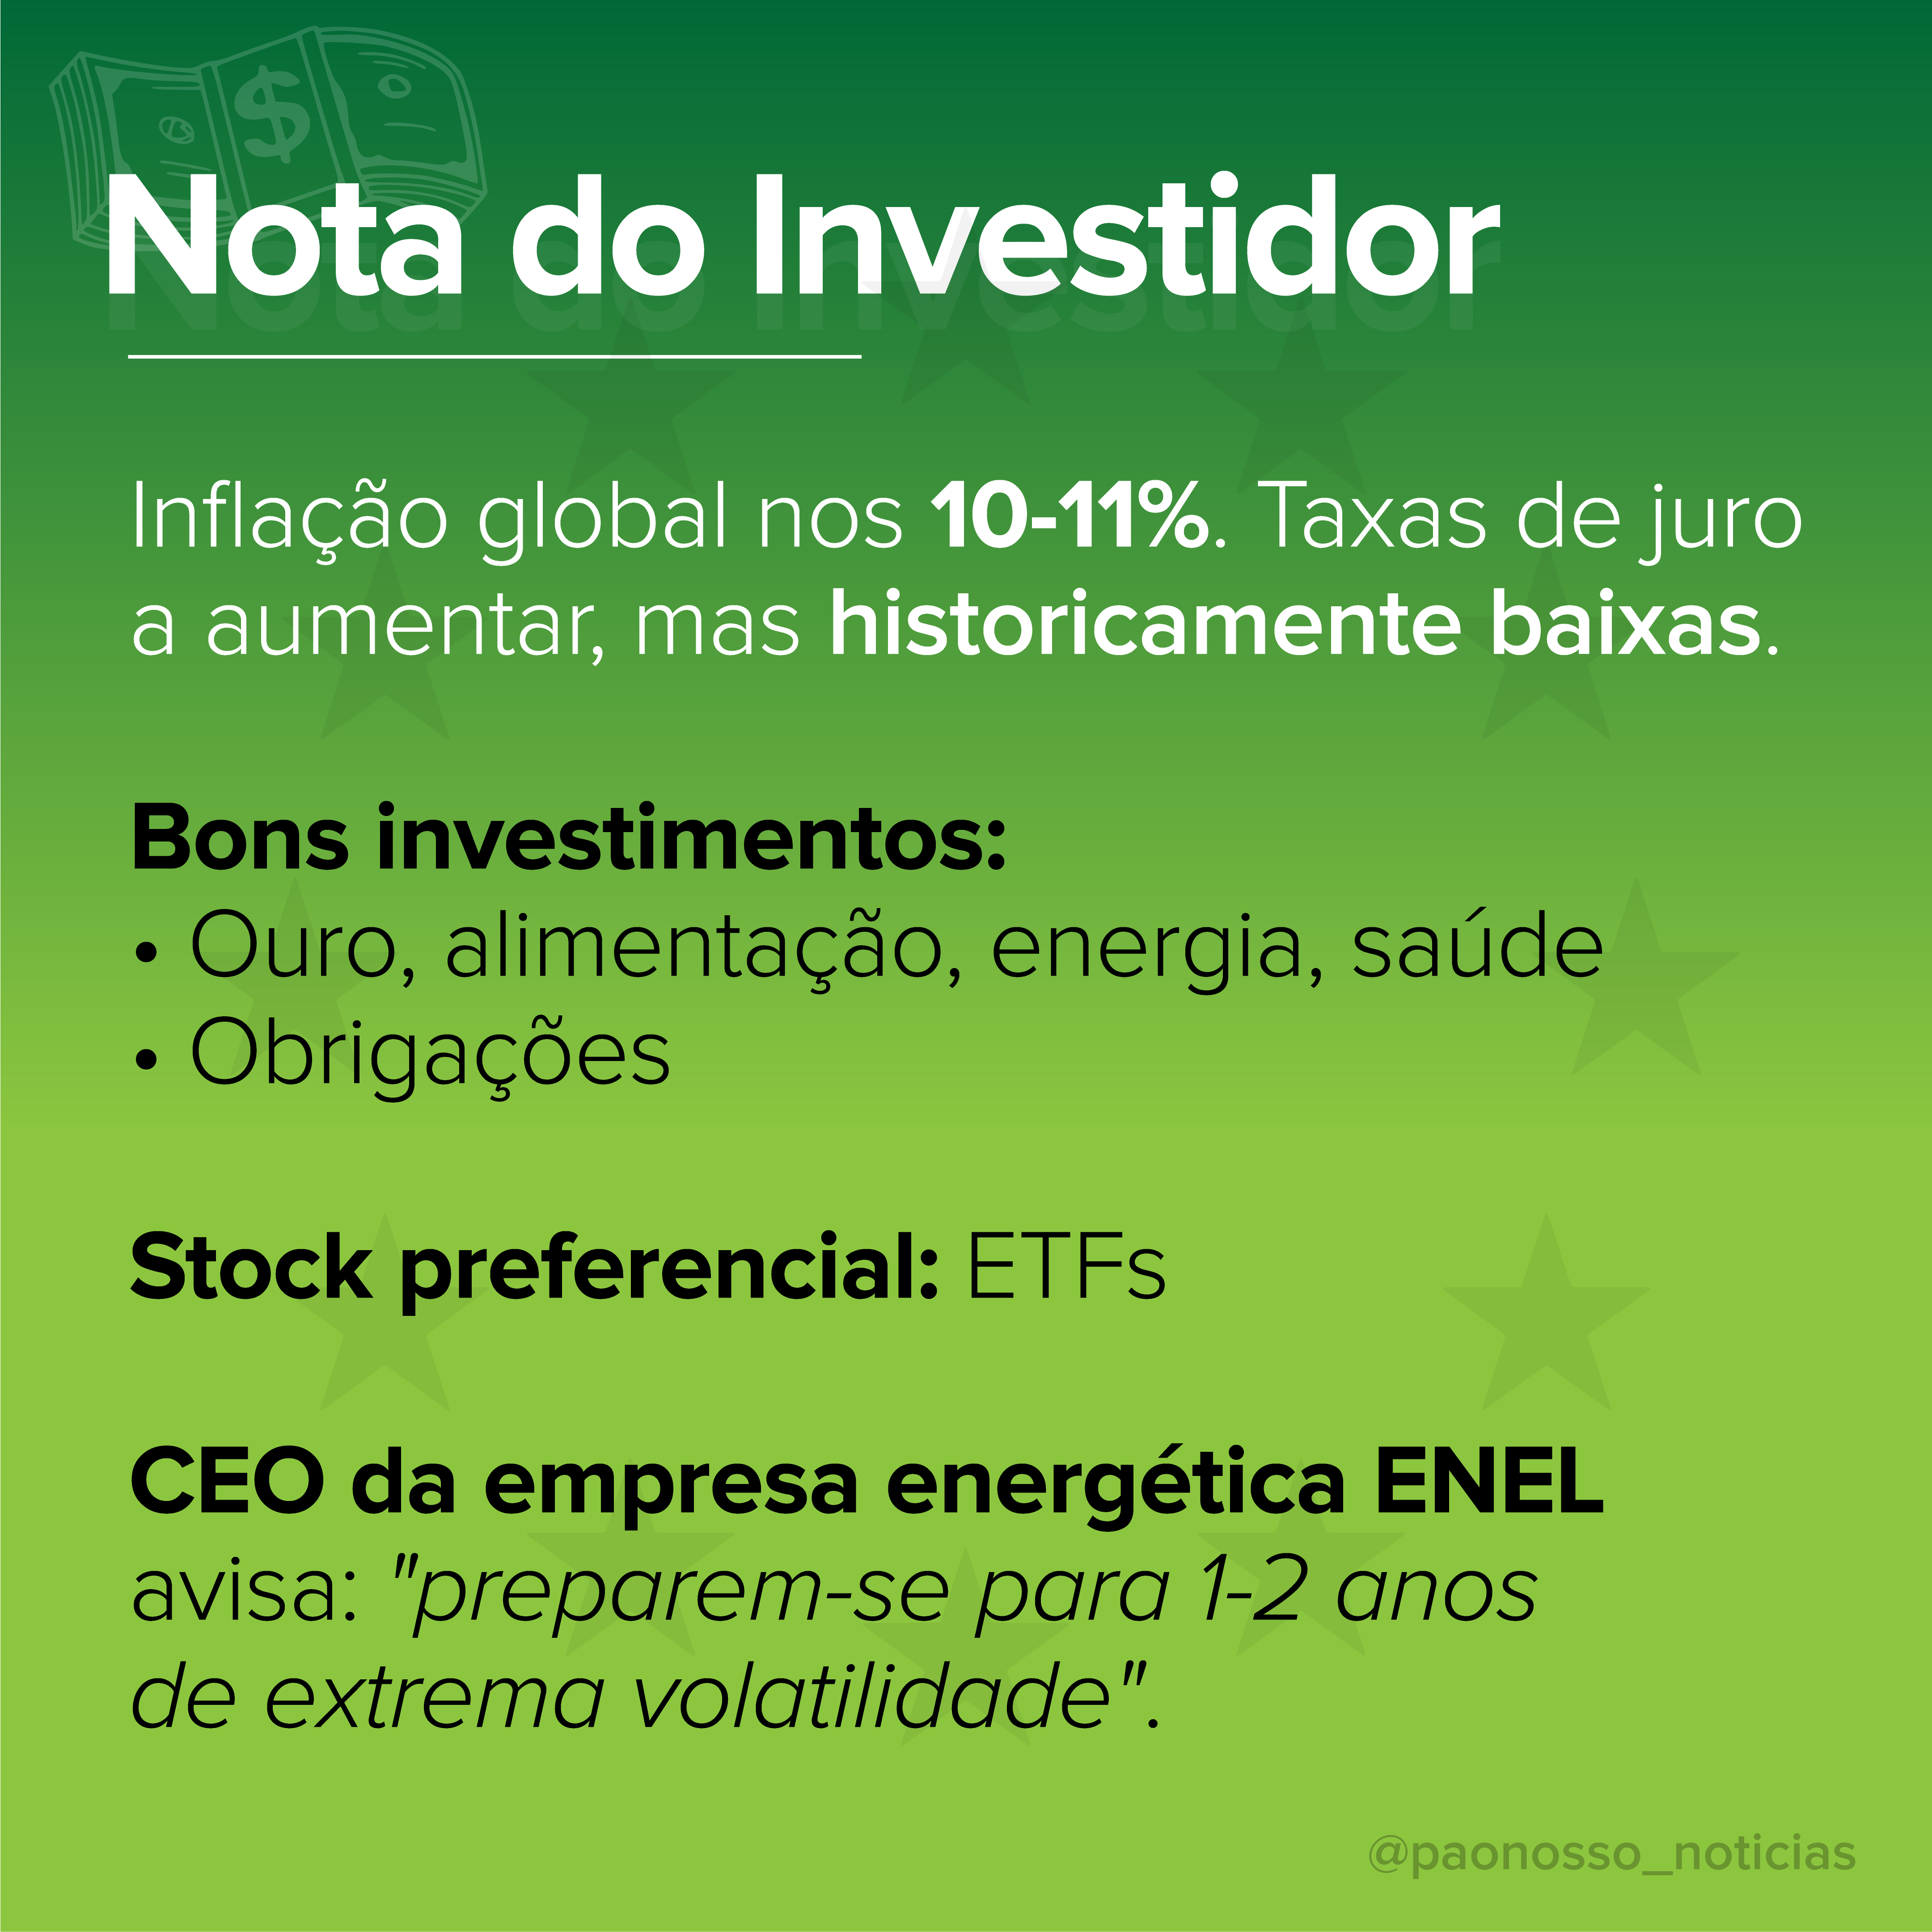 Nota do Investidor
Inflação global nos 10-11%. Taxas de juro
a aumentar, mas historicamente baixas.
Bons investimentos:
• Ouro, alimentação, energia, saúde
• Obrigações
Stock preferencial: ETFs
CEO da empresa energética ENEL
avisa: "preparem-se para 1-2 anos
de extrema volatilidade".
@paonosso_noticias
$